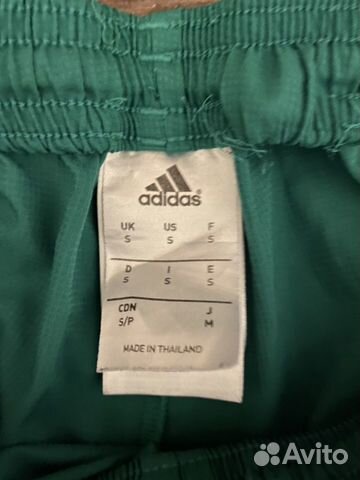 adidas®
UK US F
S S S
D I E
S S S
CDN J
S/P M
MADE IN THAILAND
Avito